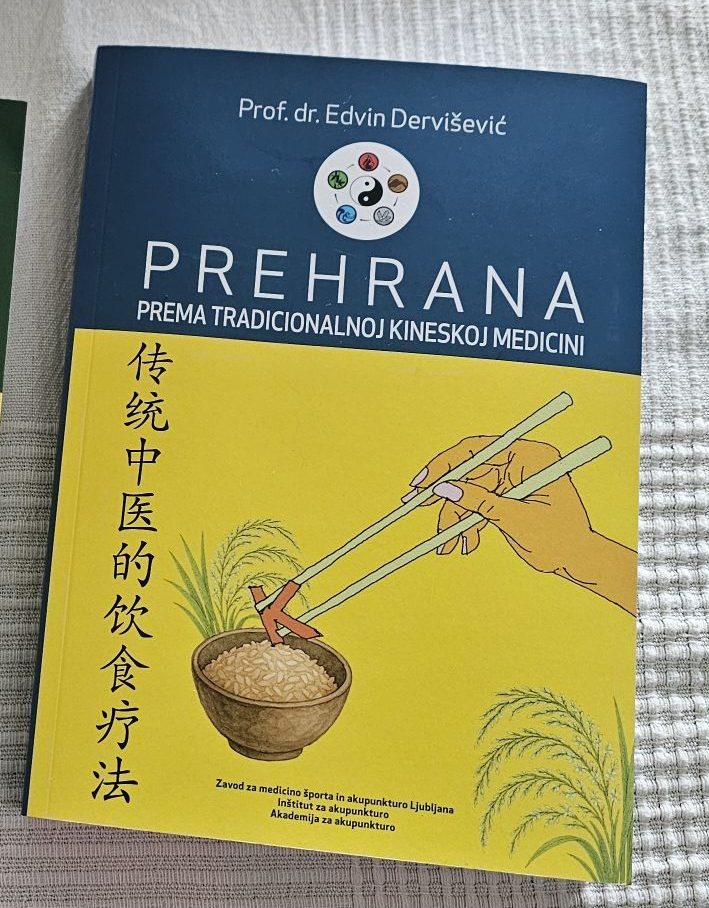 Prof. dr. Edvin Dervišević
PREHRANA
PREMA TRADICIONALNOJ KINESKOJ MEDICINI
传统中医的饮食疗法
Zavod za medicino športa in akupunkturo Ljubljana
Inštitut za akupunkturo
Akademija za akupunkturo